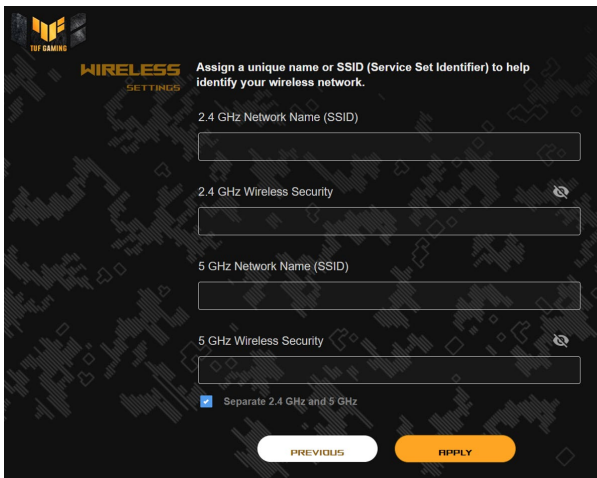 TUF GAMING
WIRELESS
SETTINGS
Assign a unique name or SSID (Service Set Identifier) to help
identify your wireless network.
2.4 GHz Network Name (SSID)
2.4 GHz Wireless Security
5 GHz Network Name (SSID)
5 GHz Wireless Security
Separate 2.4 GHz and 5 GHz
PREVIOUS
APPLY